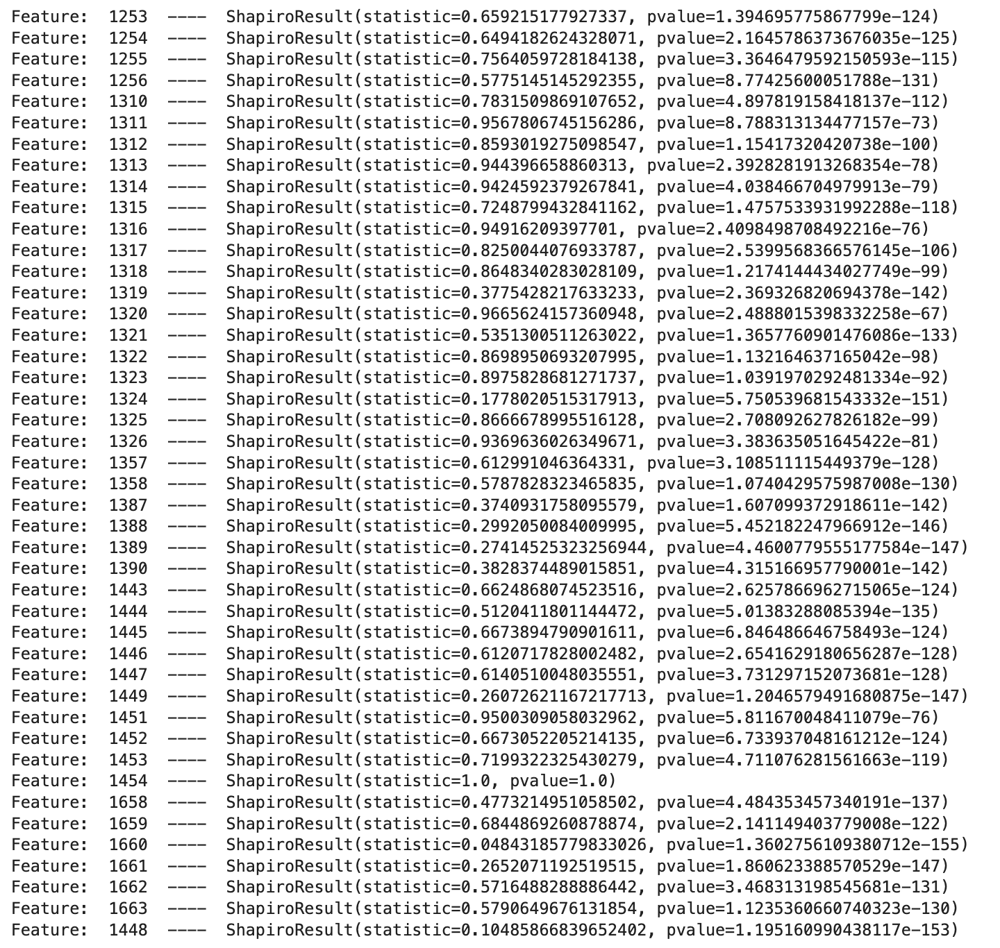 Feature:  1253  ----  ShapiroResult(statistic=0.659215177927337, pvalue=1.394695775867799e-124)
Feature:  1254  ----  ShapiroResult(statistic=0.6494182624328071, pvalue=2.1645786373676035e-125)
Feature:  1255  ----  ShapiroResult(statistic=0.7564059728184138, pvalue=3.3646479592150593e-115)
Feature:  1256  ----  ShapiroResult(statistic=0.5775145145292355, pvalue=8.77425600051788e-131)
Feature:  1310  ----  ShapiroResult(statistic=0.7831509869107652, pvalue=4.897819158418137e-112)
Feature:  1311  ----  ShapiroResult(statistic=0.9567806745156286, pvalue=8.788313134477157e-73)
Feature:  1312  ----  ShapiroResult(statistic=0.8593019275098547, pvalue=1.15417320420738e-100)
Feature:  1313  ----  ShapiroResult(statistic=0.944396658860313, pvalue=2.3928281913268354e-78)
Feature:  1314  ----  ShapiroResult(statistic=0.9424592379267841, pvalue=4.038466704979913e-79)
Feature:  1315  ----  ShapiroResult(statistic=0.7248799432841162, pvalue=1.4757533931992288e-118)
Feature:  1316  ----  ShapiroResult(statistic=0.94916209397701, pvalue=2.4098498708492216e-76)
Feature:  1317  ----  ShapiroResult(statistic=0.8250044076933787, pvalue=2.5399568366576145e-106)
Feature:  1318  ----  ShapiroResult(statistic=0.8648340283028109, pvalue=1.2174144434027749e-99)
Feature:  1319  ----  ShapiroResult(statistic=0.3775428217633233, pvalue=2.369326820694378e-142)
Feature:  1320  ----  ShapiroResult(statistic=0.9665624157360948, pvalue=2.4888015398332258e-67)
Feature:  1321  ----  ShapiroResult(statistic=0.5351300511263022, pvalue=1.3657760901476086e-133)
Feature:  1322  ----  ShapiroResult(statistic=0.8698950693207995, pvalue=1.132164637165042e-98)
Feature:  1323  ----  ShapiroResult(statistic=0.8975828681271737, pvalue=1.0391970292481334e-92)
Feature:  1324  ----  ShapiroResult(statistic=0.1778020515317913, pvalue=5.750539681543332e-151)
Feature:  1325  ----  ShapiroResult(statistic=0.8666678995516128, pvalue=2.708092627826182e-99)
Feature:  1326  ----  ShapiroResult(statistic=0.9369636026349671, pvalue=3.383635051645422e-81)
Feature:  1357  ----  ShapiroResult(statistic=0.612991046364331, pvalue=3.108511115449379e-128)
Feature:  1358  ----  ShapiroResult(statistic=0.5787828323465835, pvalue=1.0740429575987008e-130)
Feature:  1387  ----  ShapiroResult(statistic=0.3740931758095579, pvalue=1.607099372918611e-142)
Feature:  1388  ----  ShapiroResult(statistic=0.2992050084009995, pvalue=5.452182247966912e-146)
Feature:  1389  ----  ShapiroResult(statistic=0.27414525323256944, pvalue=4.4600779555177584e-147)
Feature:  1390  ----  ShapiroResult(statistic=0.3828374489015851, pvalue=4.315166957790001e-142)
Feature:  1443  ----  ShapiroResult(statistic=0.6624868074523516, pvalue=2.6257866962715065e-124)
Feature:  1444  ----  ShapiroResult(statistic=0.5120411801144472, pvalue=5.01383288085394e-135)
Feature:  1445  ----  ShapiroResult(statistic=0.6673894790901611, pvalue=6.846486646758493e-124)
Feature:  1446  ----  ShapiroResult(statistic=0.6120717828002482, pvalue=2.6541629180656287e-128)
Feature:  1447  ----  ShapiroResult(statistic=0.6140510048035551, pvalue=3.731297152073681e-128)
Feature:  1449  ----  ShapiroResult(statistic=0.26072621167217713, pvalue=1.2046579491680875e-147)
Feature:  1451  ----  ShapiroResult(statistic=0.9500309058032962, pvalue=5.811670048411079e-76)
Feature:  1452  ----  ShapiroResult(statistic=0.6673052205214135, pvalue=6.733937048161212e-124)
Feature:  1453  ----  ShapiroResult(statistic=0.7199322325430279, pvalue=4.711076281561663e-119)
Feature:  1454  ----  ShapiroResult(statistic=1.0, pvalue=1.0)
Feature:  1658  ----  ShapiroResult(statistic=0.4773214951058502, pvalue=4.484353457340191e-137)
Feature:  1659  ----  ShapiroResult(statistic=0.6844869260878874, pvalue=2.141149403779008e-122)
Feature:  1660  ----  ShapiroResult(statistic=0.04843185779833026, pvalue=1.3602756109380712e-155)
Feature:  1661  ----  ShapiroResult(statistic=0.2652071192519515, pvalue=1.860623388570529e-147)
Feature:  1662  ----  ShapiroResult(statistic=0.5716488288886442, pvalue=3.468313198545681e-131)
Feature:  1663  ----  ShapiroResult(statistic=0.5790649676131854, pvalue=1.1235360660740323e-130)
Feature:  1448  ----  ShapiroResult(statistic=0.10485866839652402, pvalue=1.195160990438117e-153)